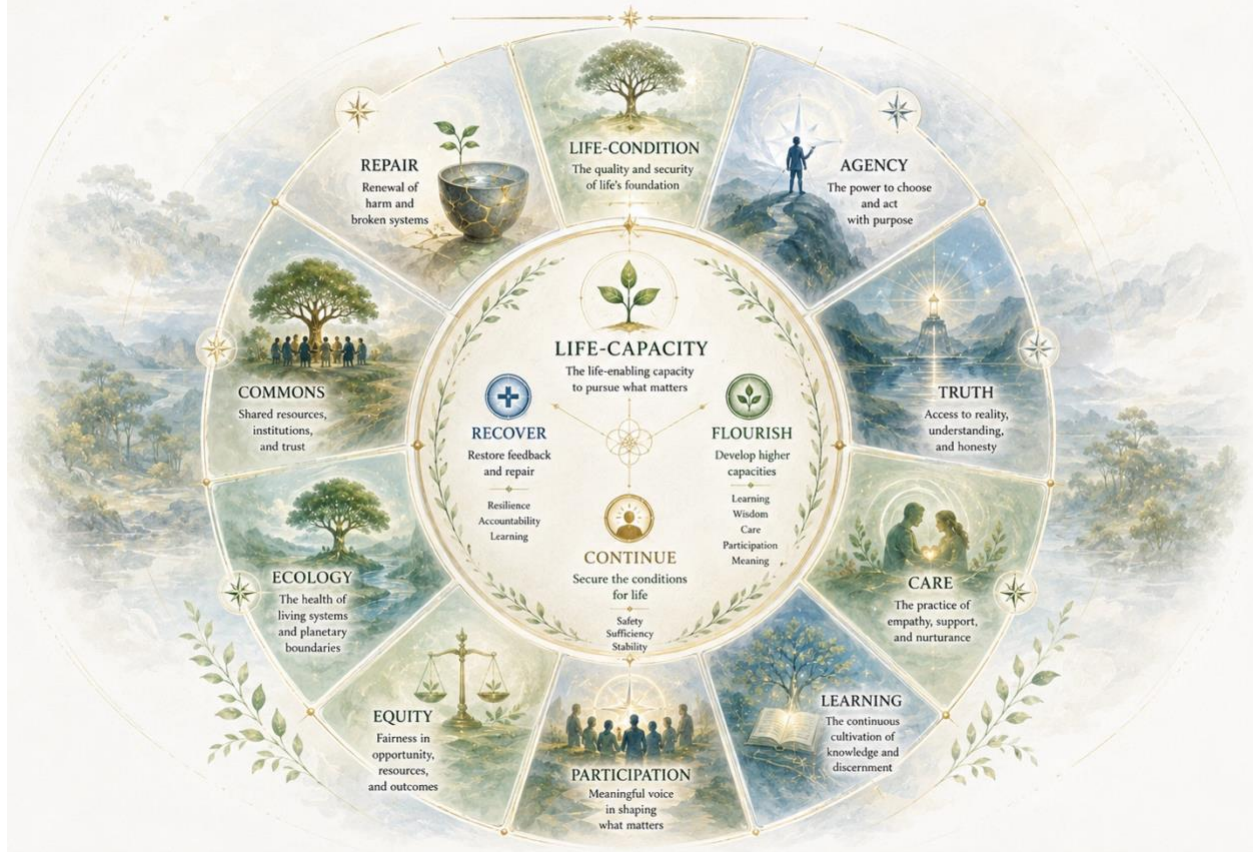 LIFE-CONDITION
The quality and security
of life's foundation
AGENCY
The power to choose
and act
with purpose
TRUTH
Access to reality,
understanding,
and honesty
CARE
The practice of
empathy, support,
and nurturance
LEARNING
The continuous
cultivation of
knowledge and
discernment
PARTICIPATION
Meaningful voice
in shaping
what matters
EQUITY
Fairness in
opportunity,
resources,
and outcomes
ECOLOGY
The health of
living systems
and planetary
boundaries
COMMONS
Shared resources,
institutions,
and trust
REPAIR
Renewal of
harm and
broken systems
LIFE-CAPACITY
The life-enabling capacity
to pursue what matters
RECOVER
Restore feedback
and repair
Resilience
Accountability
Learning
FLOURISH
Develop higher
capacities
Learning
Wisdom
Care
Participation
Meaning
CONTINUE
Secure the conditions
for life
Safety
Sufficiency
Stability